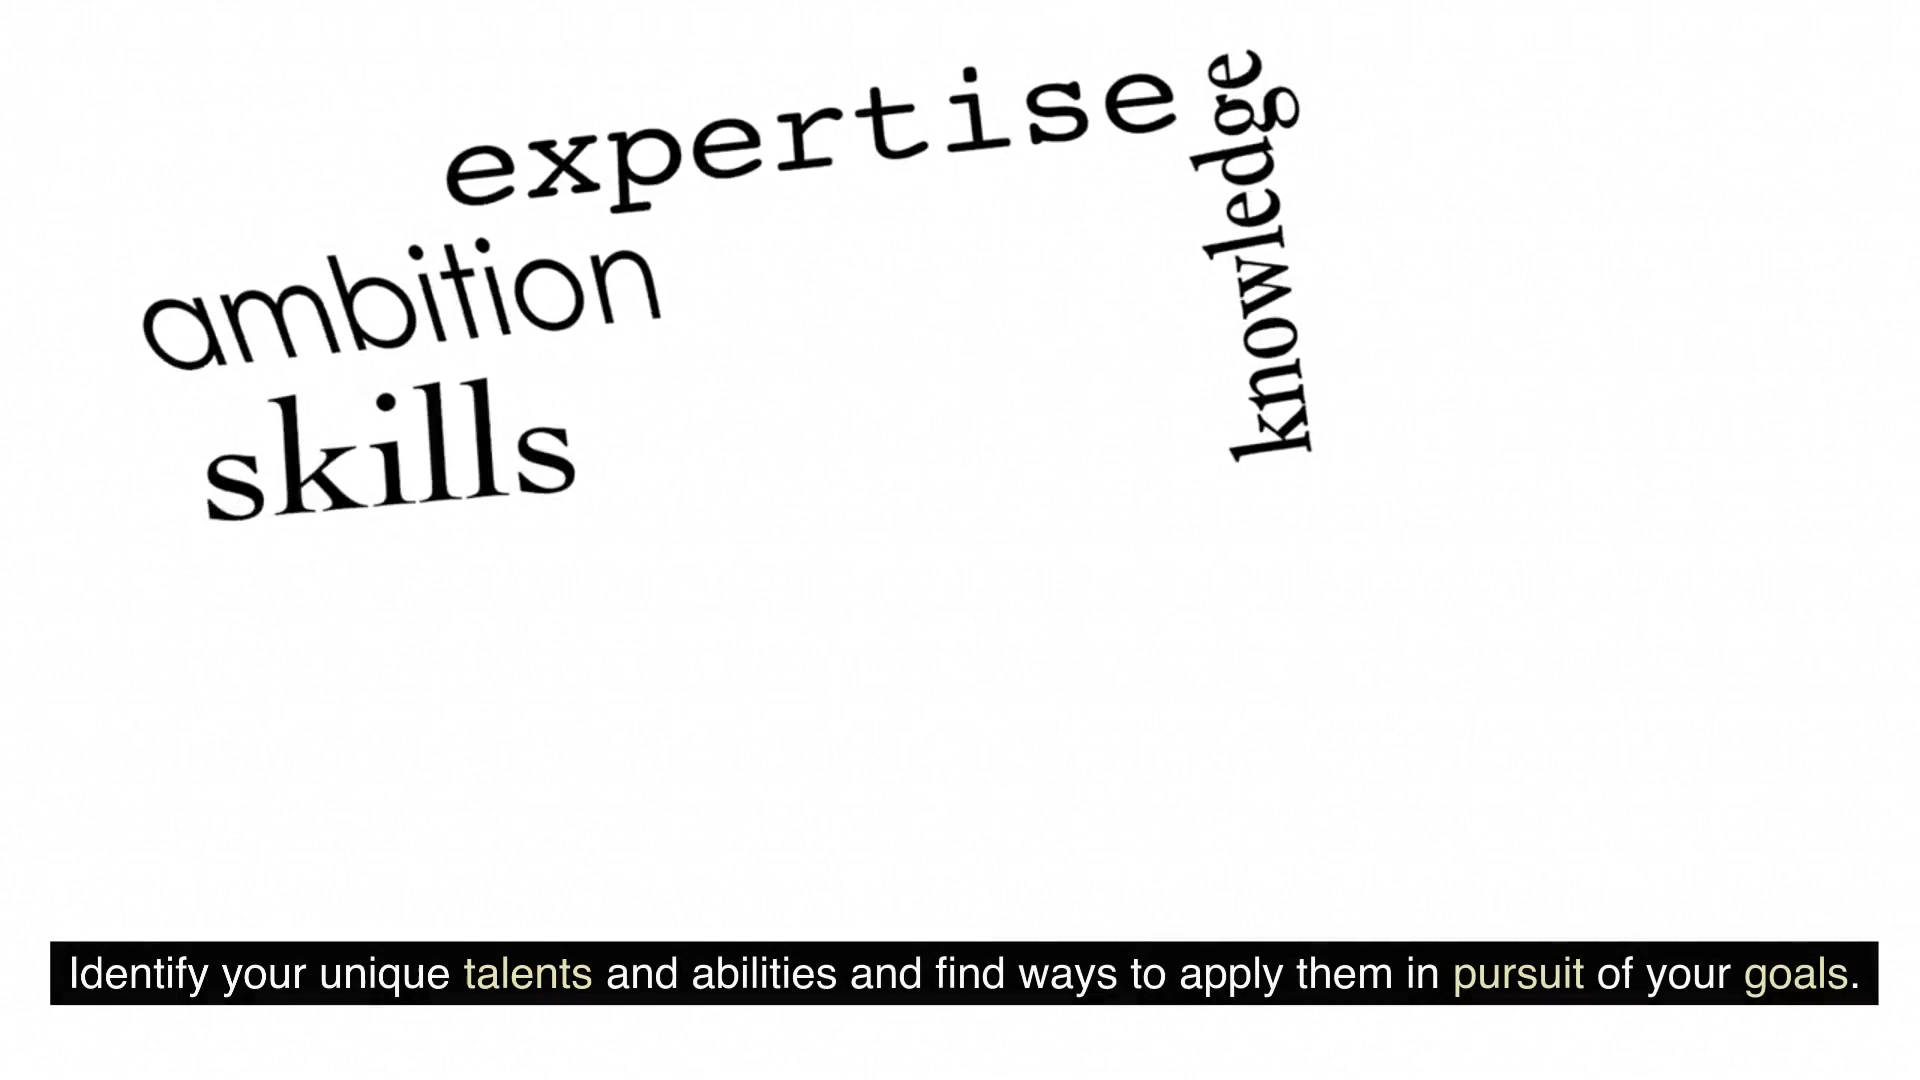 expertise
knowledge
ambition
skills
Identify your unique talents and abilities and find ways to apply them in pursuit of your goals.